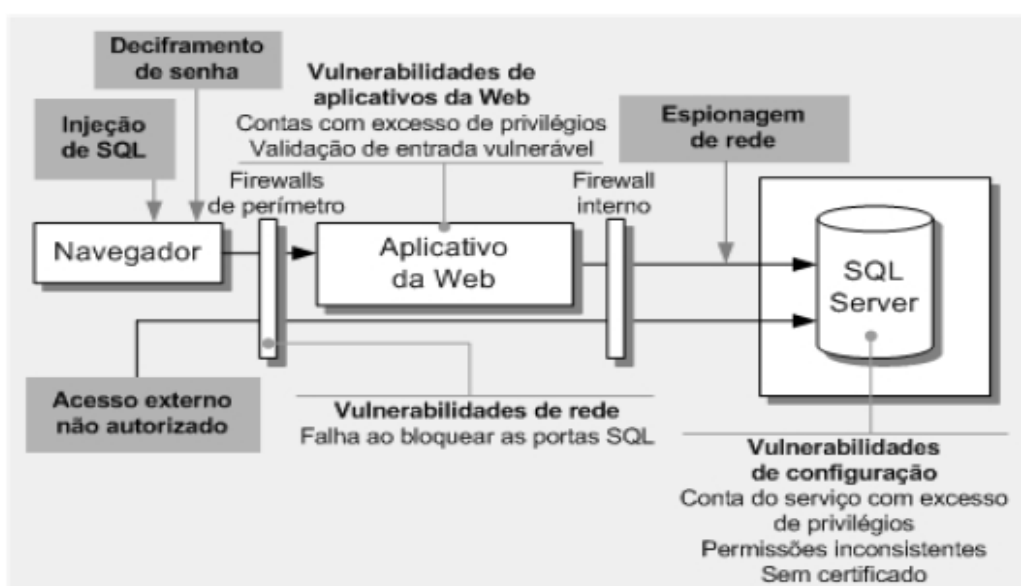 Deciframento
de senha
Injeção
de SQL
Vulnerabilidades de
aplicativos da Web
Contas com excesso de privilégios
Validação de entrada vulnerável
Espionagem
de rede
Firewalls
de perímetro
Firewall
interno
Navegador
Aplicativo
da Web
SQL
Server
Acesso externo
não autorizado
Vulnerabilidades de rede
Falha ao bloquear as portas SQL
Vulnerabilidades
de configuração
Conta do serviço com excesso
de privilégios
Permissões inconsistentes
Sem certificado